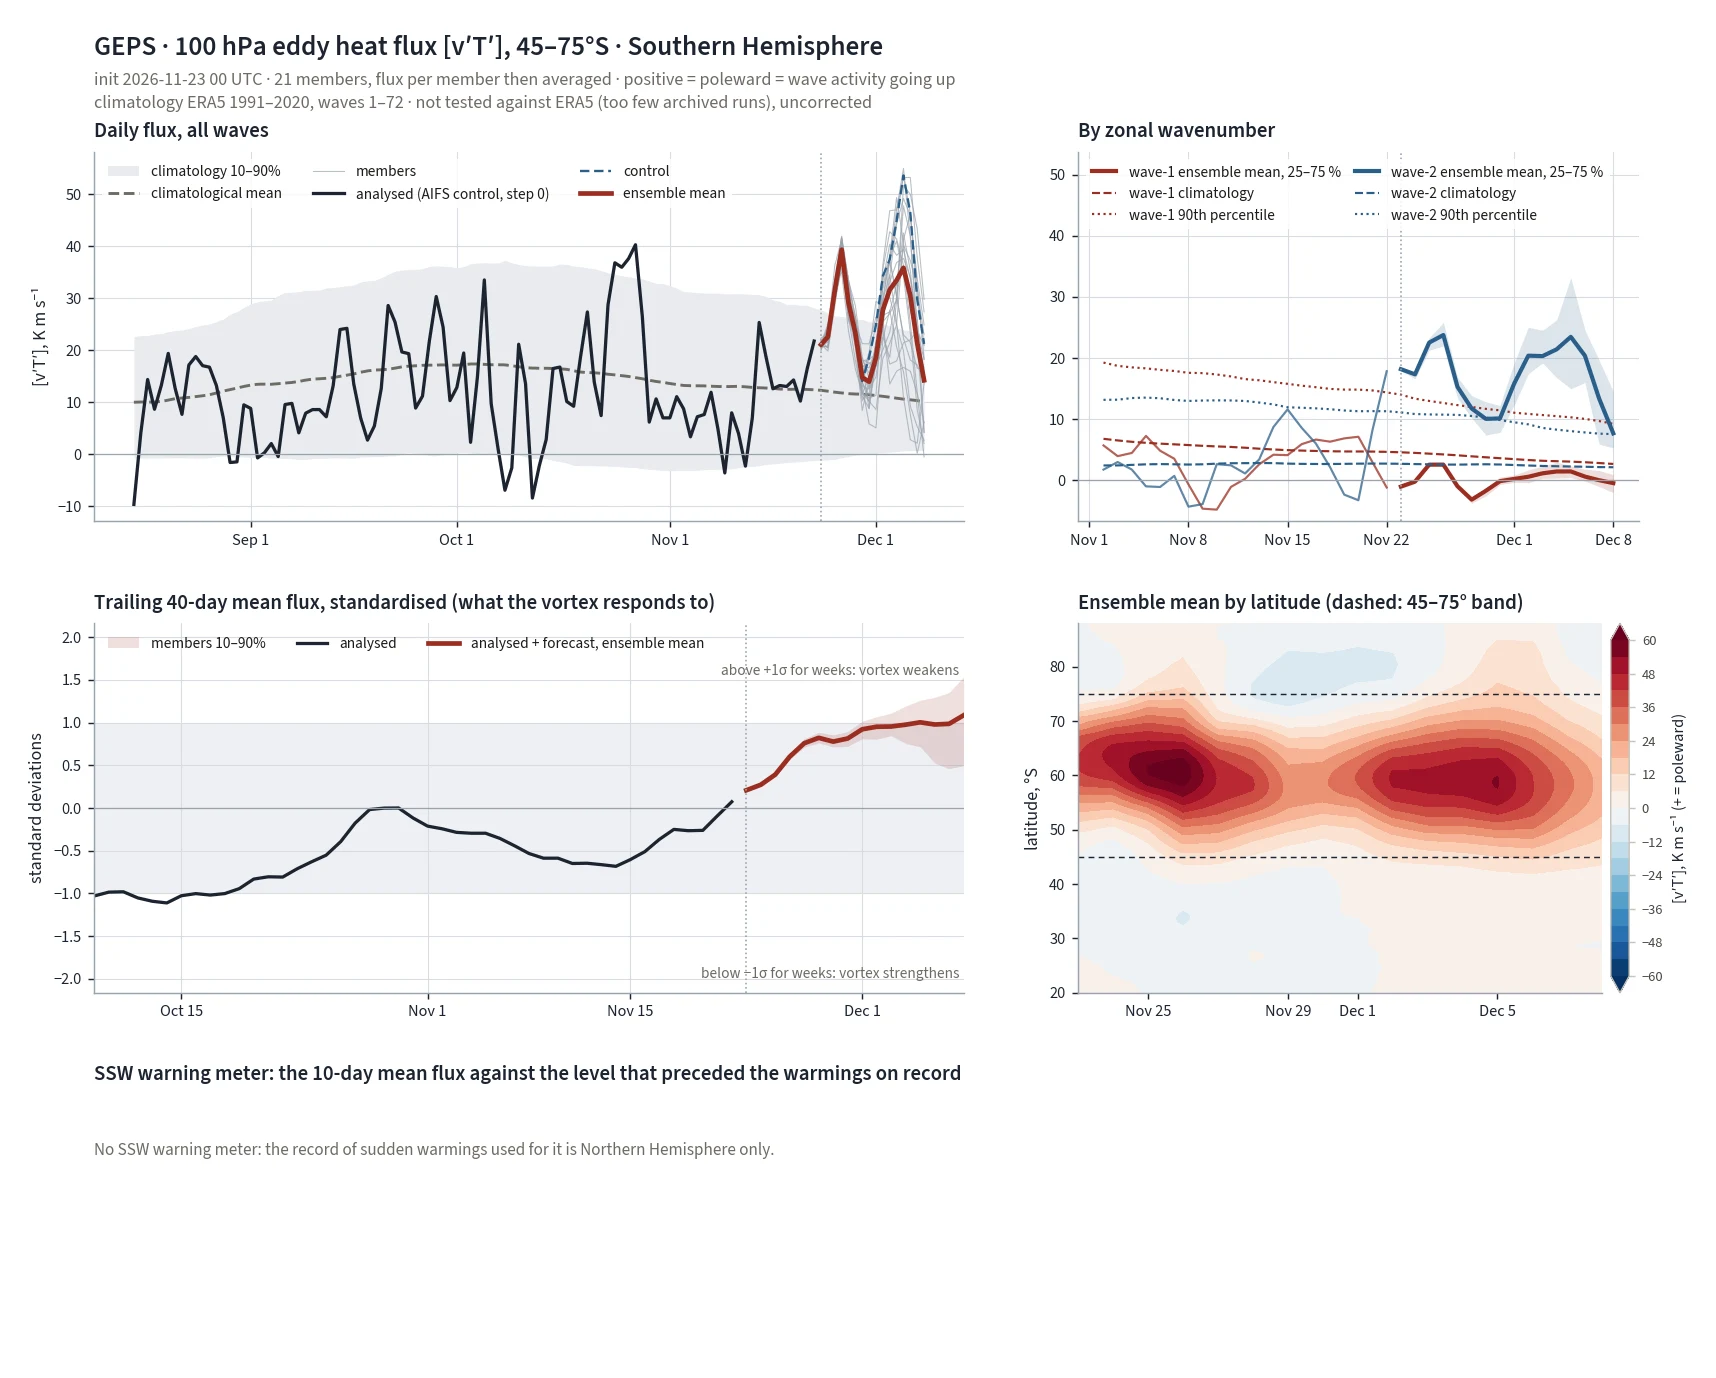 GEPS · 100 hPa eddy heat flux [v′T′], 45–75°S · Southern Hemisphere
init 2026-11-23 00 UTC · 21 members, flux per member then averaged · positive = poleward = wave activity going up
climatology ERA5 1991–2020, waves 1–72 · not tested against ERA5 (too few archived runs), uncorrected
Daily flux, all waves
climatology 10–90%
members
control
climatological mean
analysed (AIFS control, step 0)
ensemble mean
[v′T′], K m s⁻¹
50
40
30
20
10
0
−10
Sep 1
Oct 1
Nov 1
Dec 1
By zonal wavenumber
wave-1 ensemble mean, 25–75 %
wave-2 ensemble mean, 25–75 %
wave-1 climatology
wave-2 climatology
wave-1 90th percentile
wave-2 90th percentile
50
40
30
20
10
0
Nov 1
Nov 8
Nov 15
Nov 22
Dec 1
Dec 8
Trailing 40-day mean flux, standardised (what the vortex responds to)
members 10–90%
analysed
analysed + forecast, ensemble mean
above +1σ for weeks: vortex weakens
below −1σ for weeks: vortex strengthens
standard deviations
2.0
1.5
1.0
0.5
0.0
−0.5
−1.0
−1.5
−2.0
Oct 15
Nov 1
Nov 15
Dec 1
Ensemble mean by latitude (dashed: 45–75° band)
latitude, °S
80
70
60
50
40
30
20
Nov 25
Nov 29
Dec 1
Dec 5
60
48
36
24
12
0
−12
−24
−36
−48
−60
[v′T′], K m s⁻¹ (+ = poleward)
SSW warning meter: the 10-day mean flux against the level that preceded the warmings on record
No SSW warning meter: the record of sudden warmings used for it is Northern Hemisphere only.